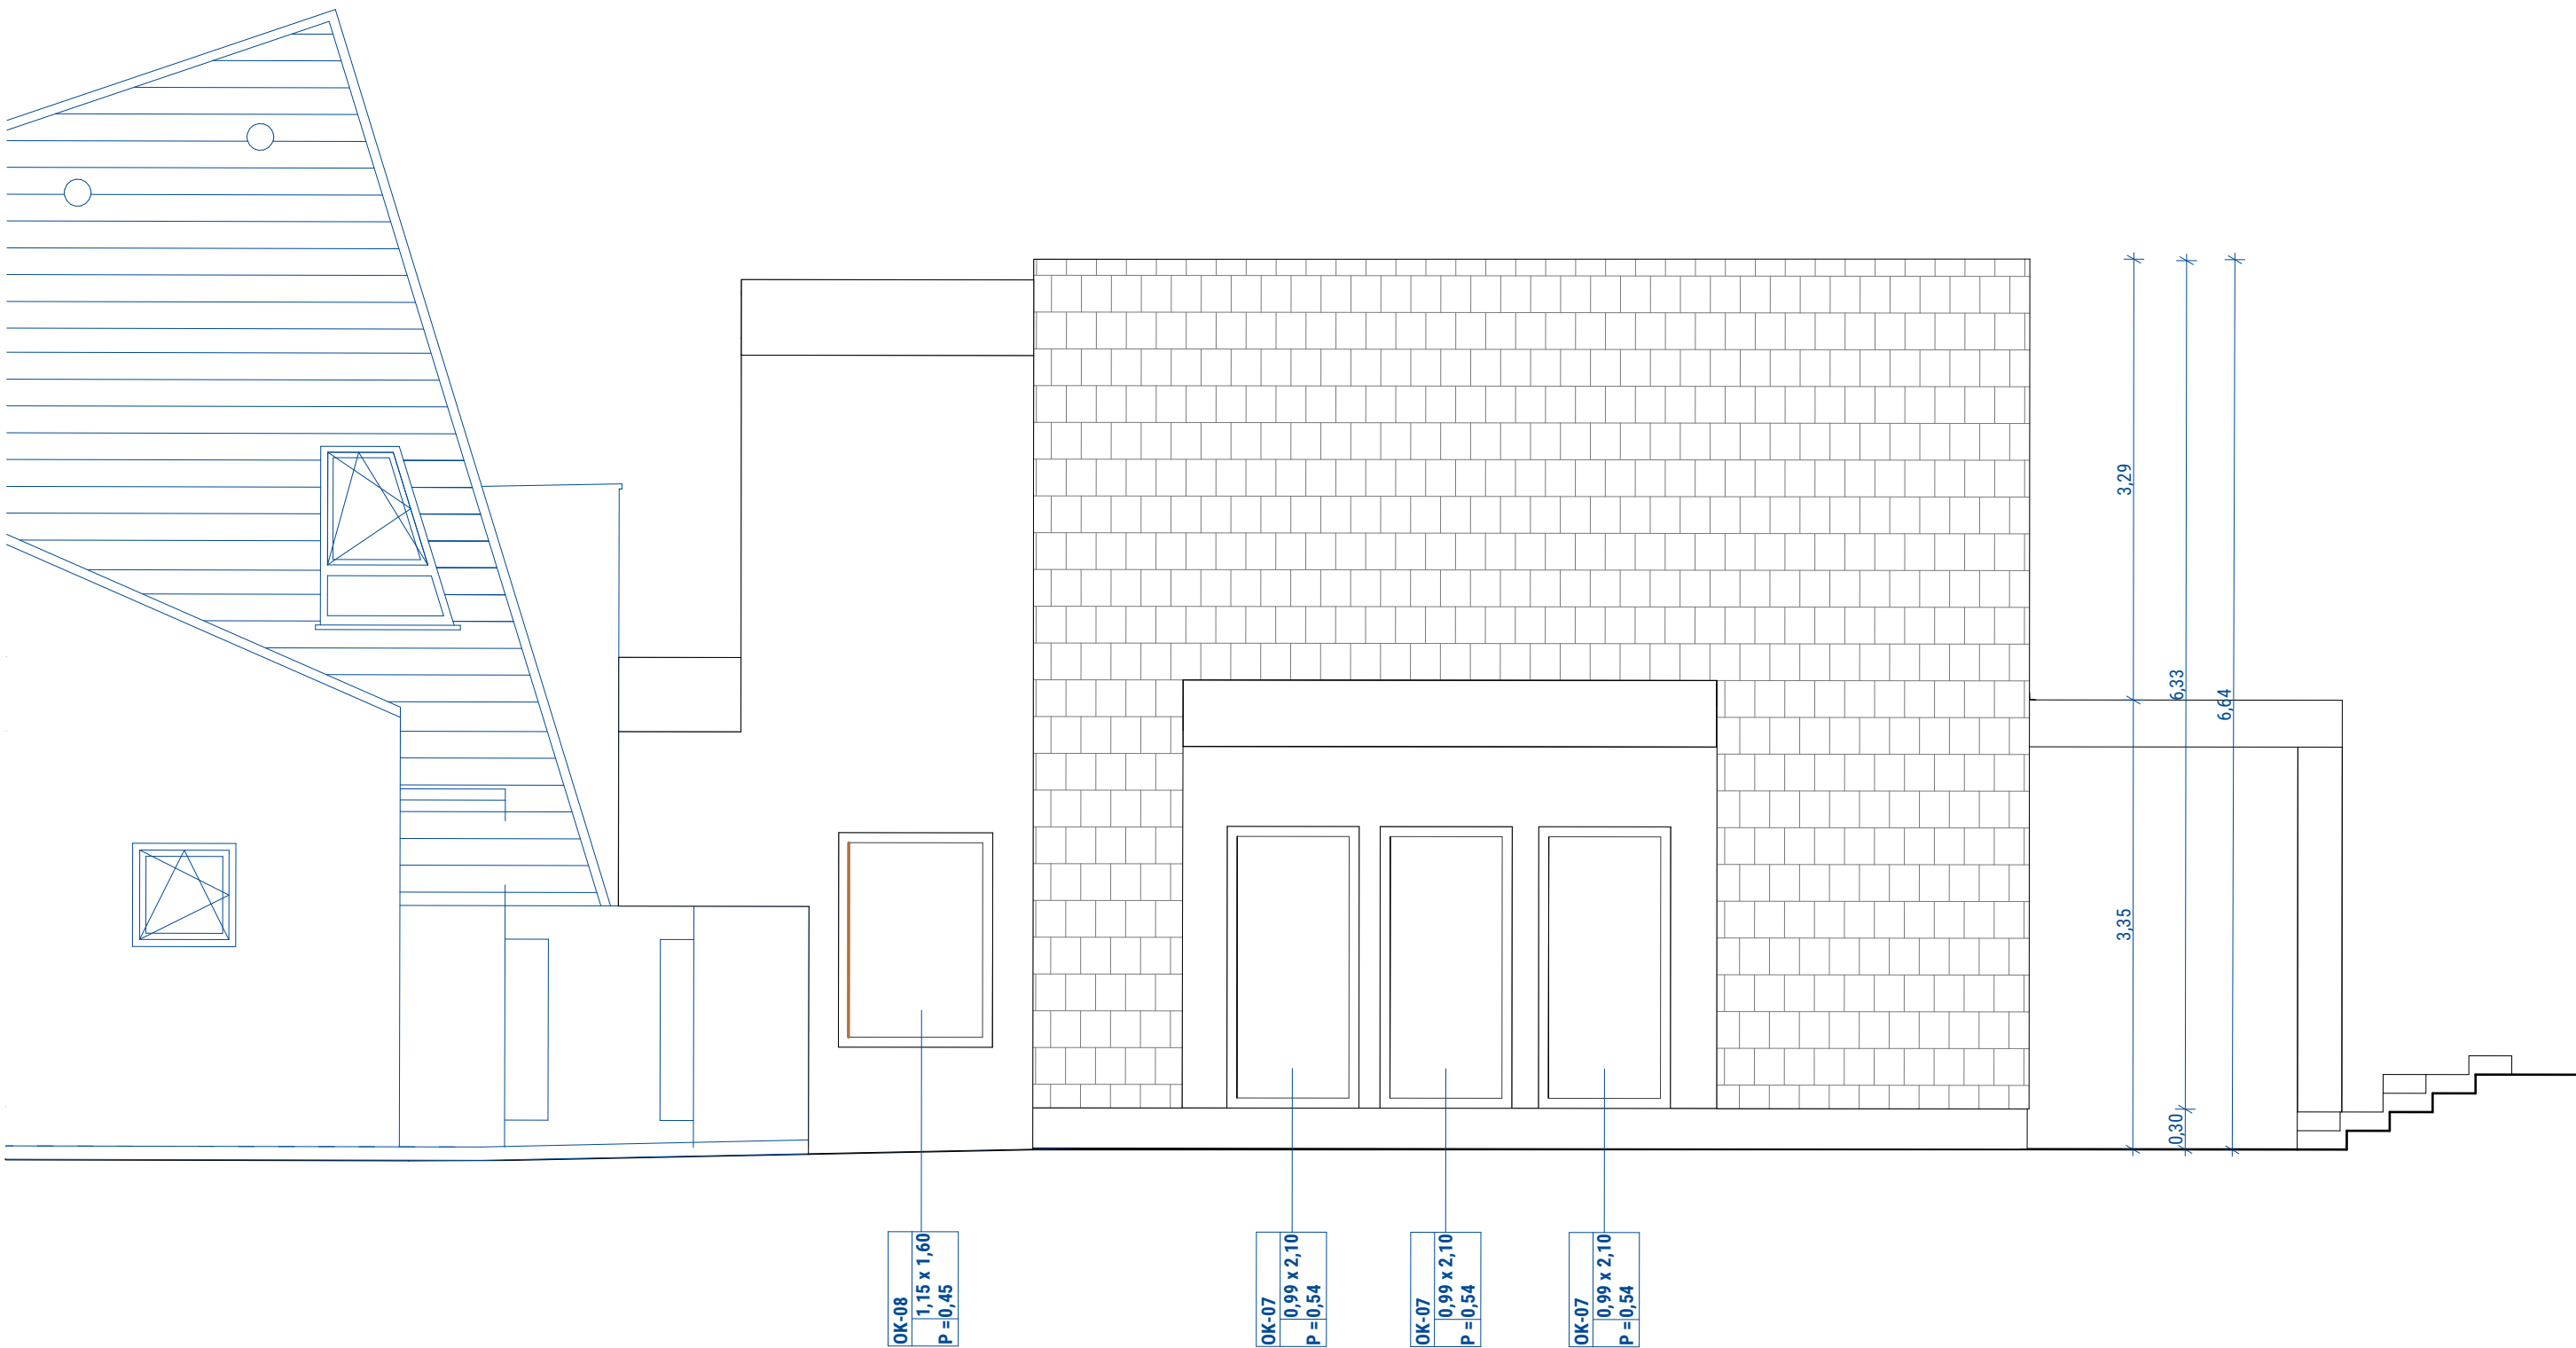 3,29
6,33
6,64
3,35
0,30
OK-08
1,15 x 1,60
P = 0,45
OK-07
0,99 x 2,10
P = 0,54
OK-07
0,99 x 2,10
P = 0,54
OK-07
0,99 x 2,10
P = 0,54